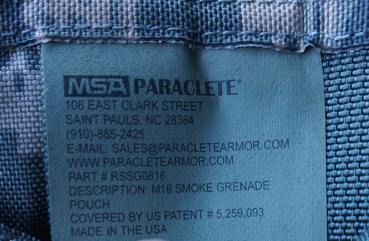 MSA PARACLETE®
106 EAST CLARK STREET
SAINT PAULS, NC 28384
(910)-865-2425
E-MAIL: SALES@PARACLETEARMOR.COM
WWW.PARACLETEARMOR.COM
PART # RSSG0816
DESCRIPTION: M18 SMOKE GRENADE
POUCH
COVERED BY US PATENT # 5,259,093
MADE IN THE USA